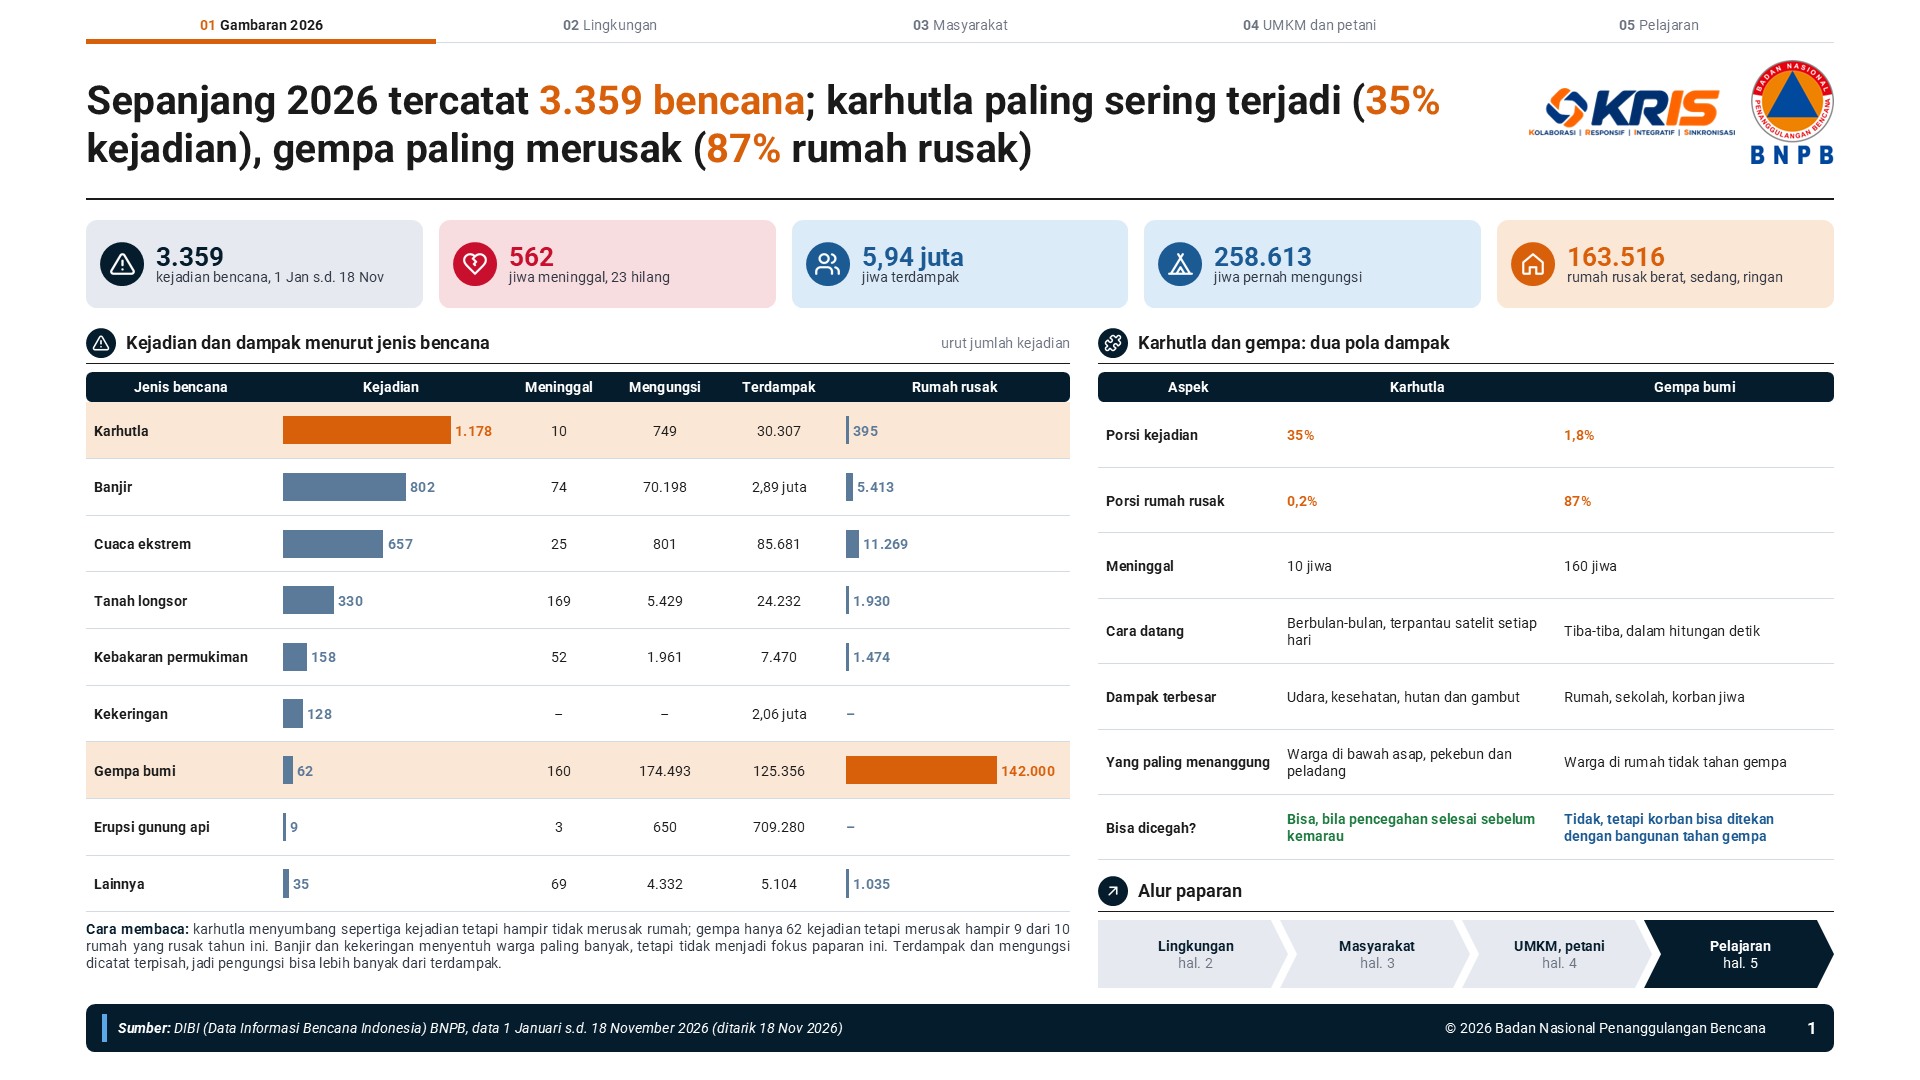 01 Gambaran 2026
02 Lingkungan
03 Masyarakat
04 UMKM dan petani
05 Pelajaran
Sepanjang 2026 tercatat 3.359 bencana; karhutla paling sering terjadi (35%
kejadian), gempa paling merusak (87% rumah rusak)
KRIS
KOLABORASI | RESPONSIF | INTEGRATIF | SINKRONISASI
BADAN NASIONAL
PENANGGULANGAN BENCANA
BNPB
3.359
kejadian bencana, 1 Jan s.d. 18 Nov
562
jiwa meninggal, 23 hilang
5,94 juta
jiwa terdampak
258.613
jiwa pernah mengungsi
163.516
rumah rusak berat, sedang, ringan
Kejadian dan dampak menurut jenis bencana
urut jumlah kejadian
Jenis bencana Kejadian Meninggal Mengungsi Terdampak Rumah rusak
Karhutla 1.178 10 749 30.307 395
Banjir 802 74 70.198 2,89 juta 5.413
Cuaca ekstrem 657 25 801 85.681 11.269
Tanah longsor 330 169 5.429 24.232 1.930
Kebakaran permukiman 158 52 1.961 7.470 1.474
Kekeringan 128 – – 2,06 juta –
Gempa bumi 62 160 174.493 125.356 142.000
Erupsi gunung api 9 3 650 709.280 –
Lainnya 35 69 4.332 5.104 1.035
Cara membaca: karhutla menyumbang sepertiga kejadian tetapi hampir tidak merusak rumah; gempa hanya 62 kejadian tetapi merusak hampir 9 dari 10
rumah yang rusak tahun ini. Banjir dan kekeringan menyentuh warga paling banyak, tetapi tidak menjadi fokus paparan ini. Terdampak dan mengungsi
dicatat terpisah, jadi pengungsi bisa lebih banyak dari terdampak.
Karhutla dan gempa: dua pola dampak
Aspek Karhutla Gempa bumi
Porsi kejadian 35% 1,8%
Porsi rumah rusak 0,2% 87%
Meninggal 10 jiwa 160 jiwa
Cara datang
Berbulan-bulan, terpantau satelit setiap
hari
Tiba-tiba, dalam hitungan detik
Dampak terbesar Udara, kesehatan, hutan dan gambut Rumah, sekolah, korban jiwa
Yang paling menanggung
Warga di bawah asap, pekebun dan
peladang
Warga di rumah tidak tahan gempa
Bisa dicegah?
Bisa, bila pencegahan selesai sebelum
kemarau
Tidak, tetapi korban bisa ditekan
dengan bangunan tahan gempa
Alur paparan
Lingkungan
hal. 2
Masyarakat
hal. 3
UMKM, petani
hal. 4
Pelajaran
hal. 5
Sumber: DIBI (Data Informasi Bencana Indonesia) BNPB, data 1 Januari s.d. 18 November 2026 (ditarik 18 Nov 2026)
© 2026 Badan Nasional Penanggulangan Bencana
1